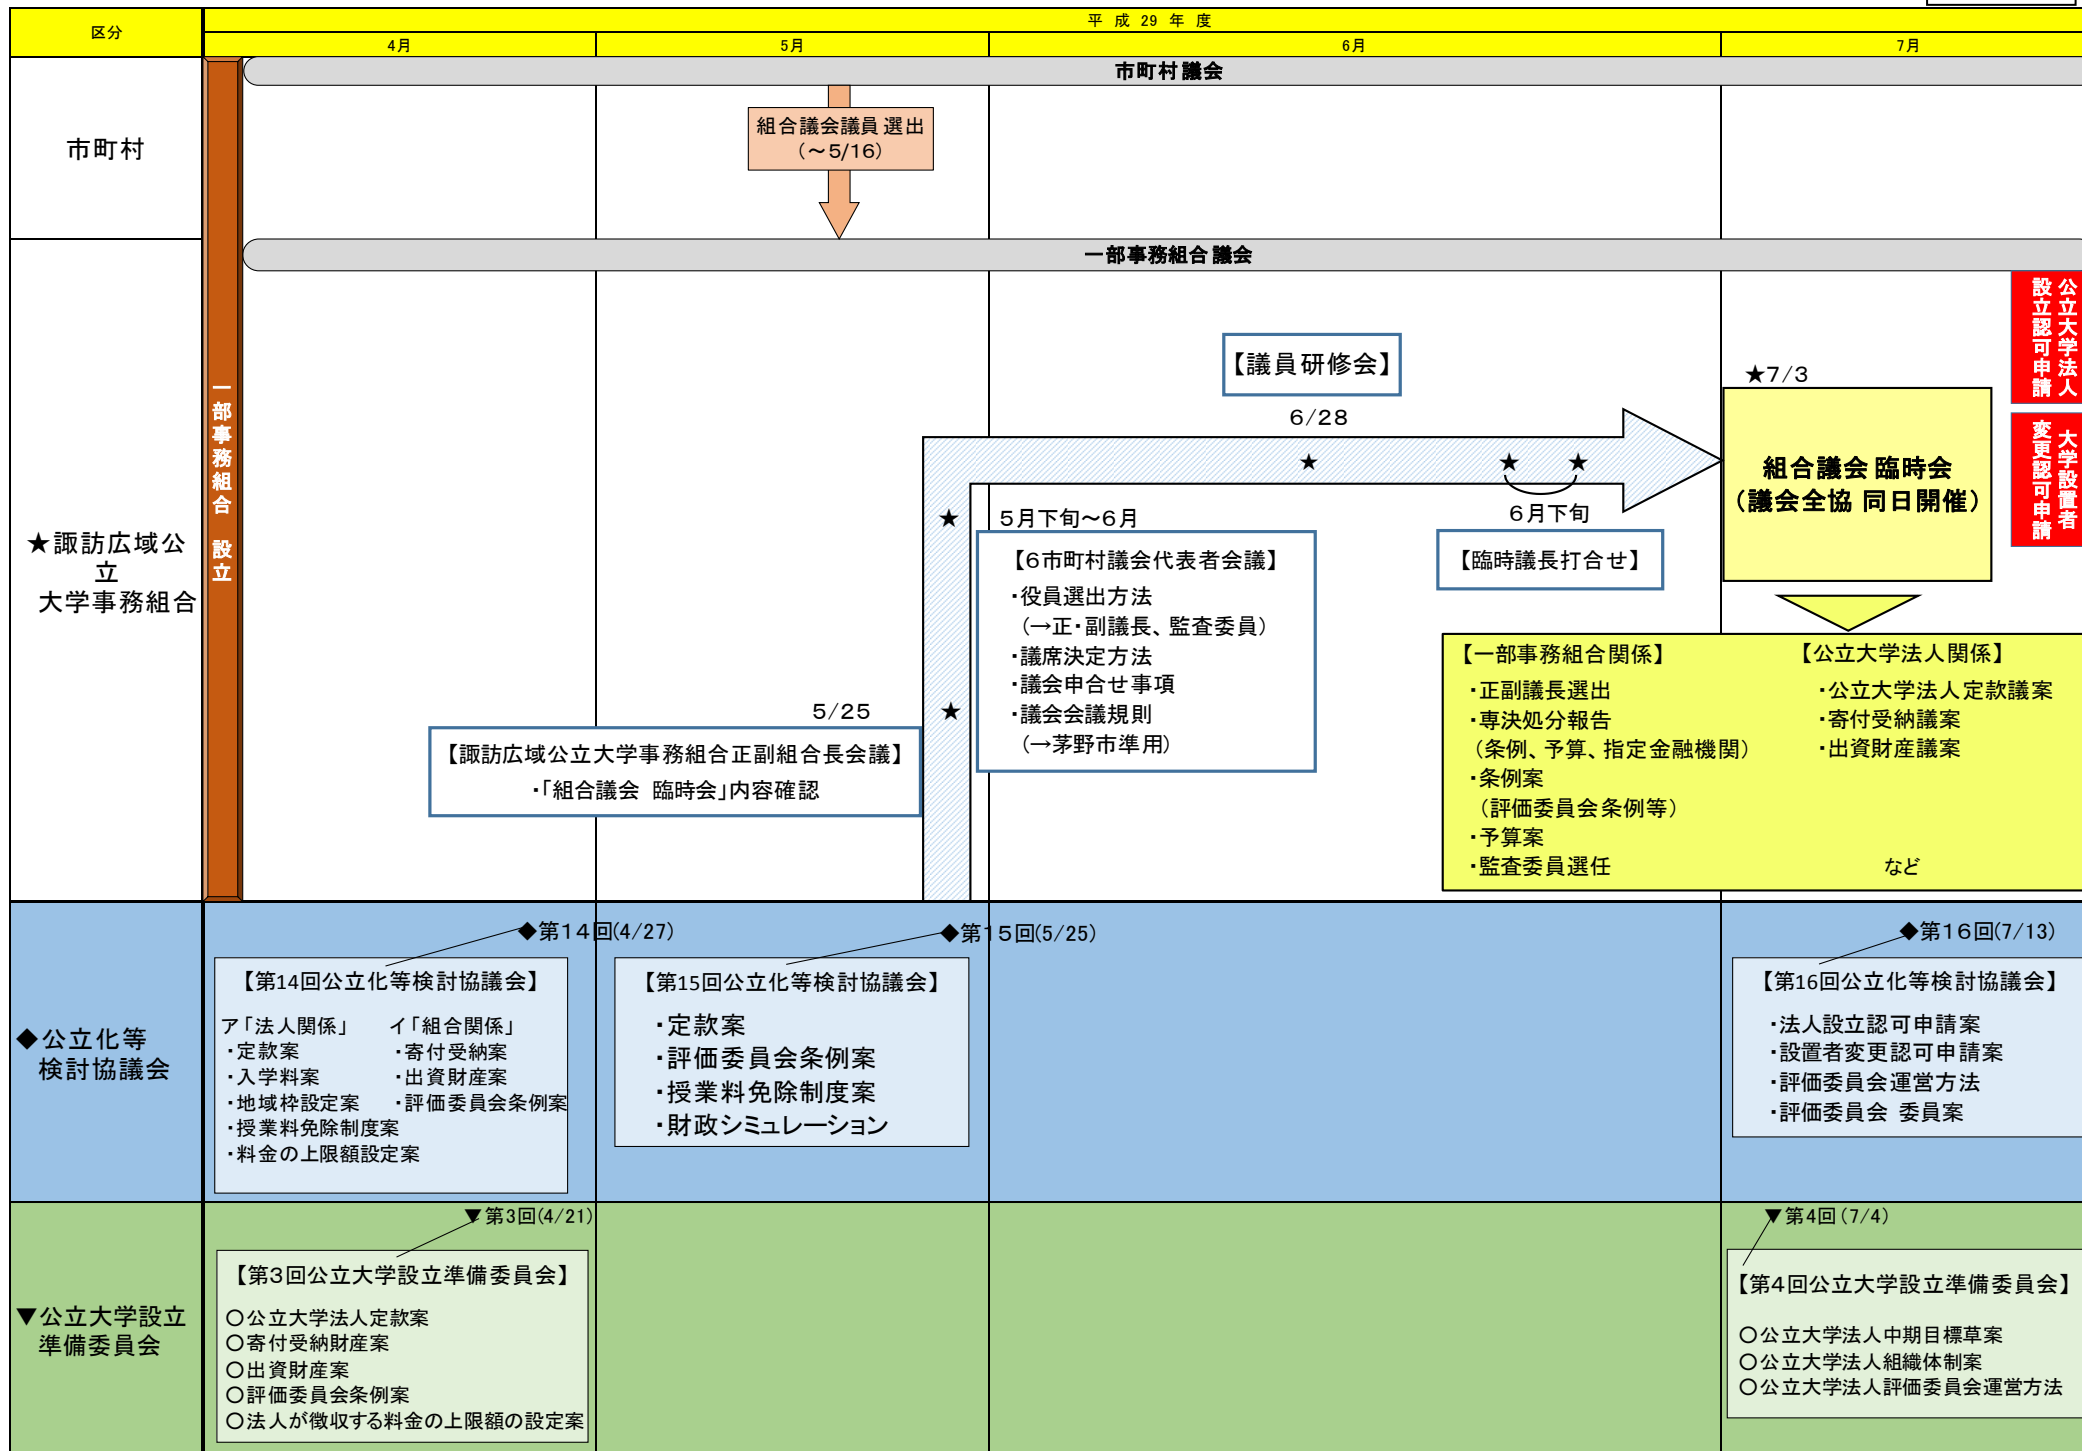 区分
平 成 29 年 度
4月
5月
6月
7月
市町村議会
市町村
組合議会議員選出
(～5/16)
一部事務組合議会
一部事務組合 設立
★諏訪広域公
立
大学事務組合
公立大学法人
設立認可申請
大学設置者
変更認可申請
【議員研修会】
6/28
★
★
★
★7/3
組合議会 臨時会
(議会全協 同日開催)
★
5月下旬～6月
【6市町村議会代表者会議】
・役員選出方法
(→正・副議長、監査委員)
・議席決定方法
・議会申合せ事項
・議会会議規則
(→茅野市準用)
6月下旬
【臨時議長打合せ】
5/25
★
【諏訪広域公立大学事務組合正副組合長会議】
・「組合議会 臨時会」内容確認
【一部事務組合関係】
・正副議長選出
・専決処分報告
(条例、予算、指定金融機関)
・条例案
(評価委員会条例等)
・予算案
・監査委員選任
【公立大学法人関係】
・公立大学法人定款議案
・寄付受納議案
・出資財産議案
など
◆公立化等
検討協議会
◆第14回(4/27)
【第14回公立化等検討協議会】
ア「法人関係」
・定款案
・入学料案
・地域枠設定案
・授業料免除制度案
・料金の上限額設定案
イ「組合関係」
・寄付受納案
・出資財産案
・評価委員会条例案
◆第15回(5/25)
【第15回公立化等検討協議会】
・定款案
・評価委員会条例案
・授業料免除制度案
・財政シミュレーション
◆第16回(7/13)
【第16回公立化等検討協議会】
・法人設立認可申請案
・設置者変更認可申請案
・評価委員会運営方法
・評価委員会 委員案
▼公立大学設立
準備委員会
▼第3回(4/21)
【第3回公立大学設立準備委員会】
○公立大学法人定款案
○寄付受納財産案
○出資財産案
○評価委員会条例案
○法人が徴収する料金の上限額の設定案
▼第4回(7/4)
【第4回公立大学設立準備委員会】
○公立大学法人中期目標草案
○公立大学法人組織体制案
○公立大学法人評価委員会運営方法